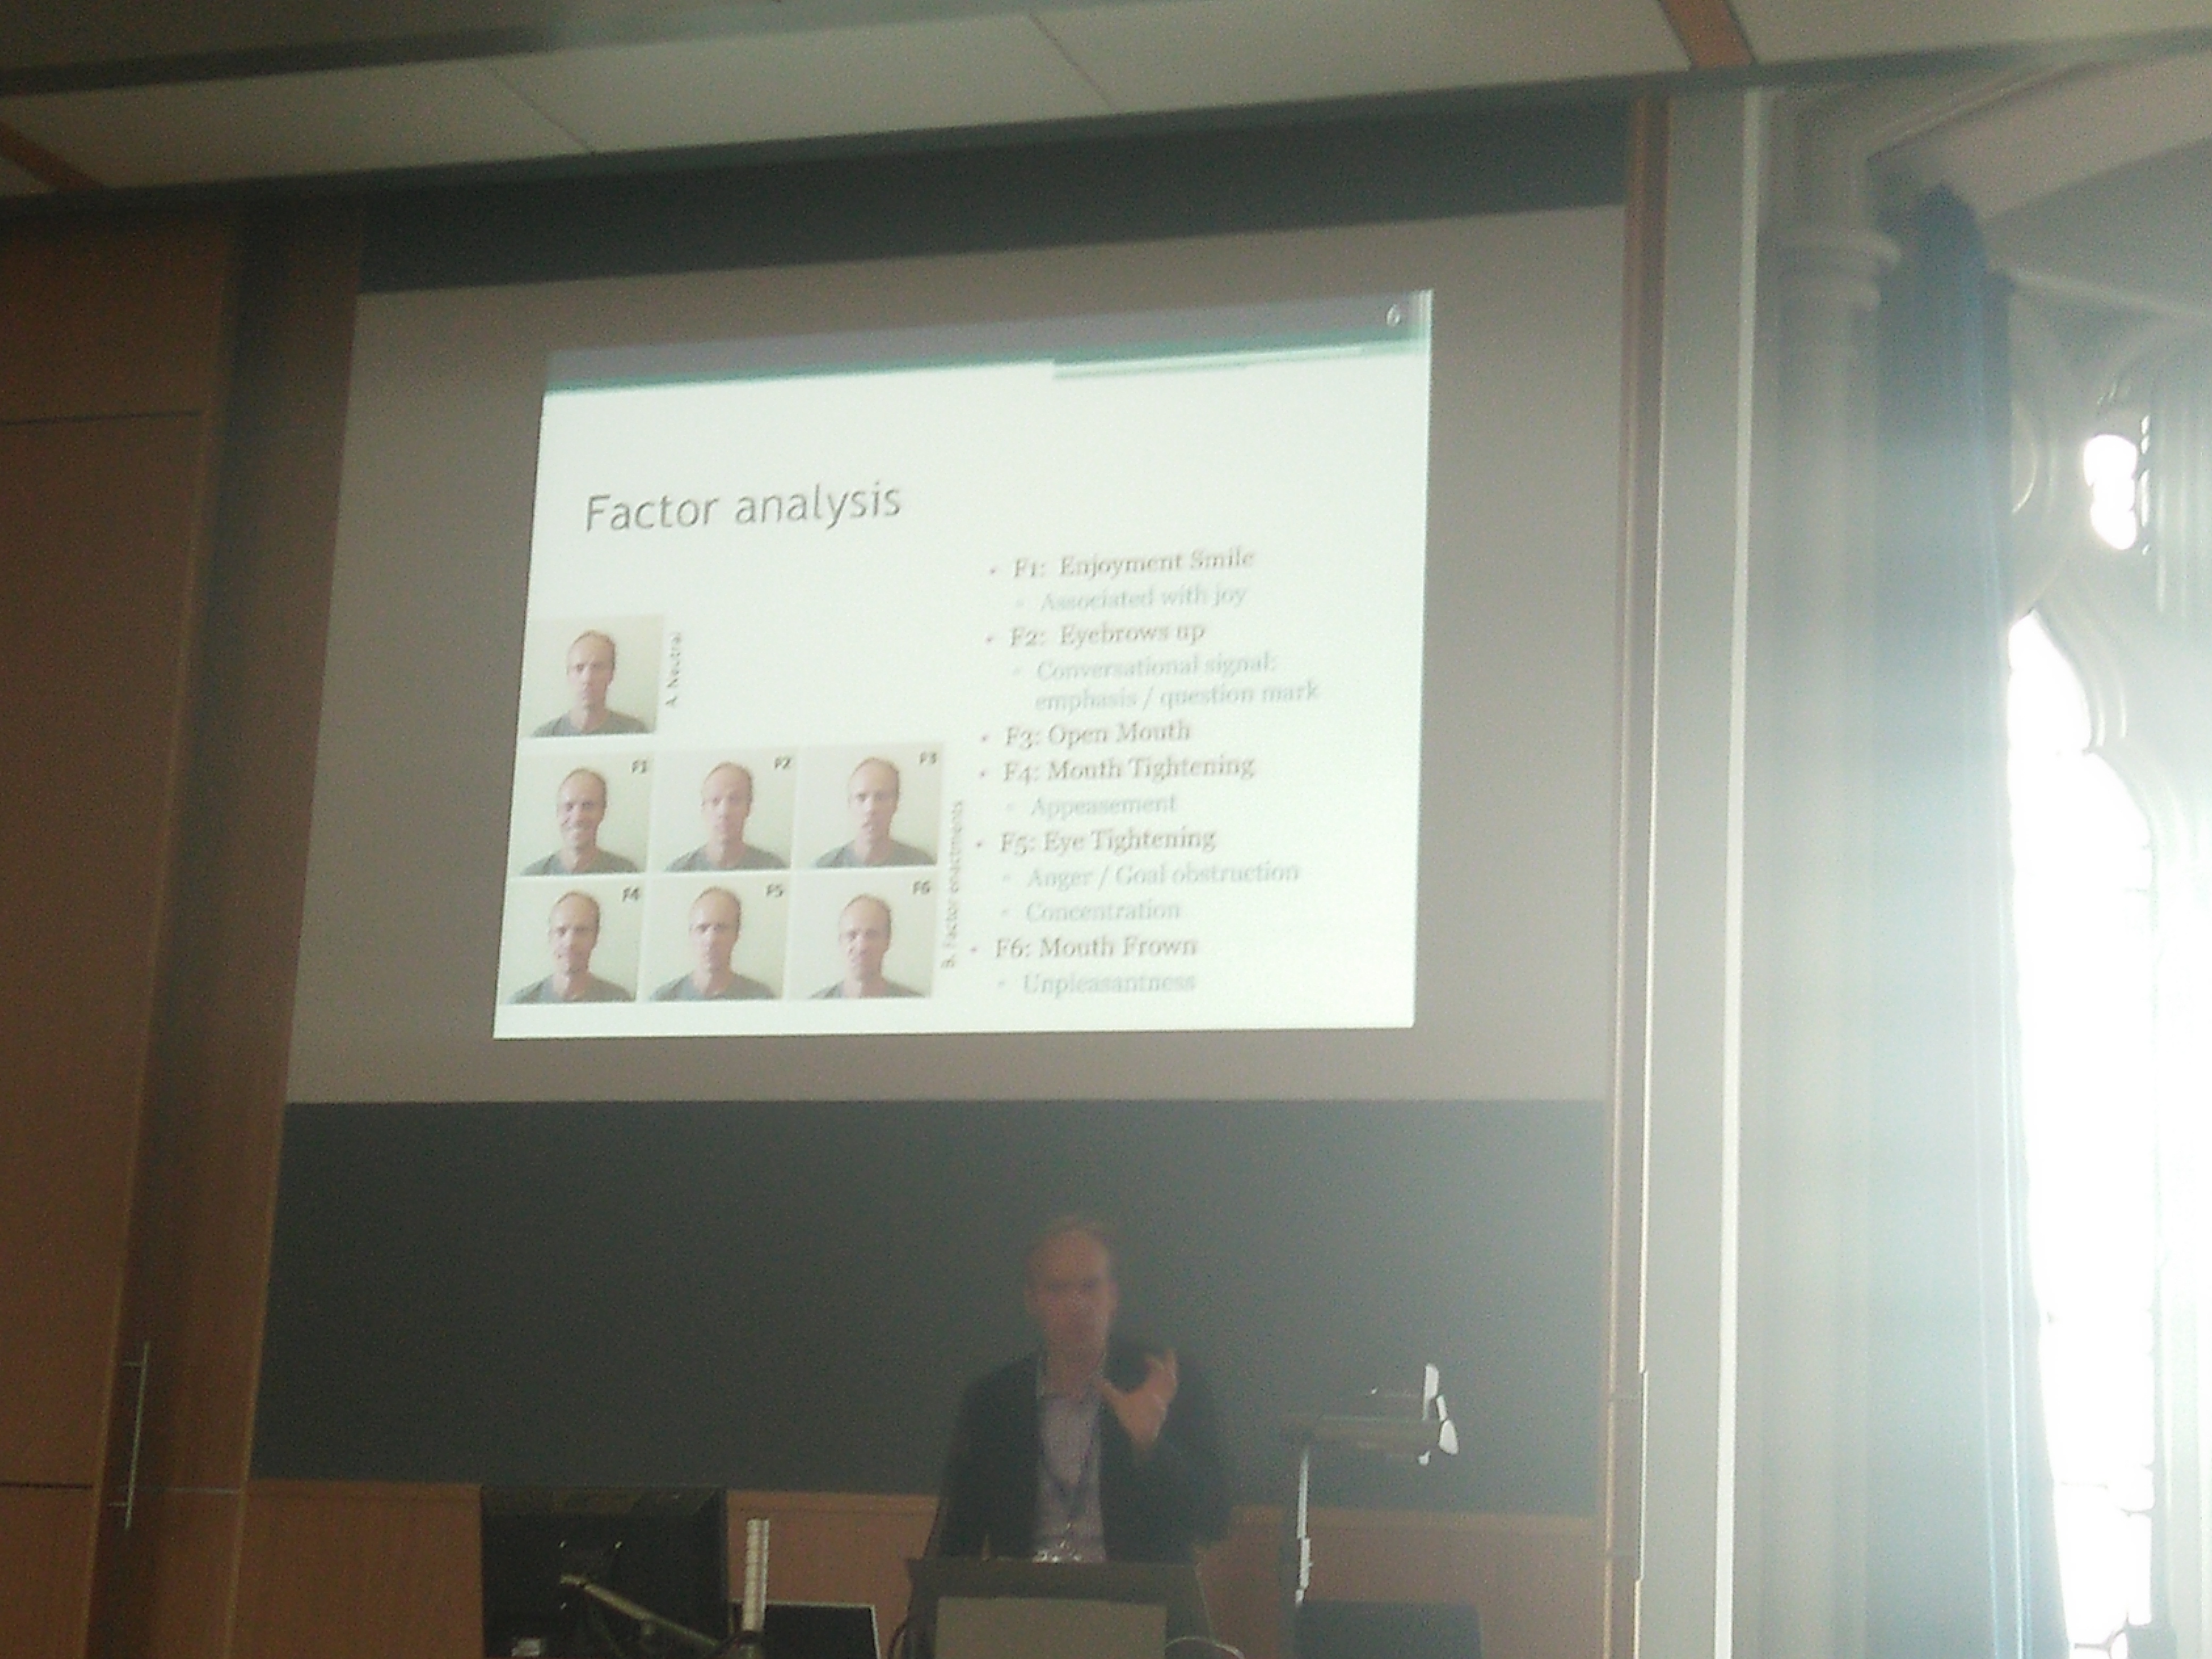 6
Factor analysis
A. Neutral
F1
F2
F3
F4
F5
F6
B. Factor enactments
• F1: Enjoyment Smile
▫ Associated with joy
• F2: Eyebrows up
▫ Conversational signal:
emphasis / question mark
• F3: Open Mouth
• F4: Mouth Tightening
▫ Appeasement
• F5: Eye Tightening
▫ Anger / Goal obstruction
▫ Concentration
• F6: Mouth Frown
▫ Unpleasantness